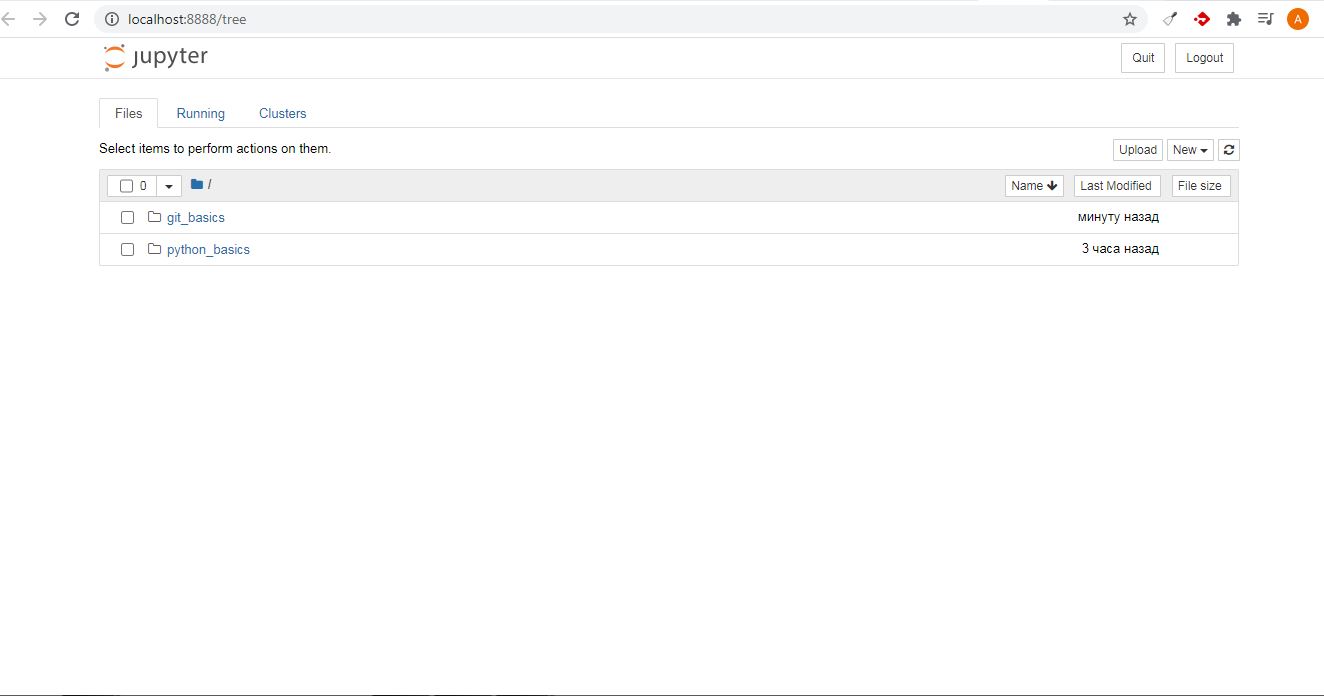 localhost:8888/tree
A
jupyter
Quit Logout
Files Running Clusters
Select items to perform actions on them.
Upload New
0 / Name Last Modified File size
git_basics минуту назад
python_basics 3 часа назад